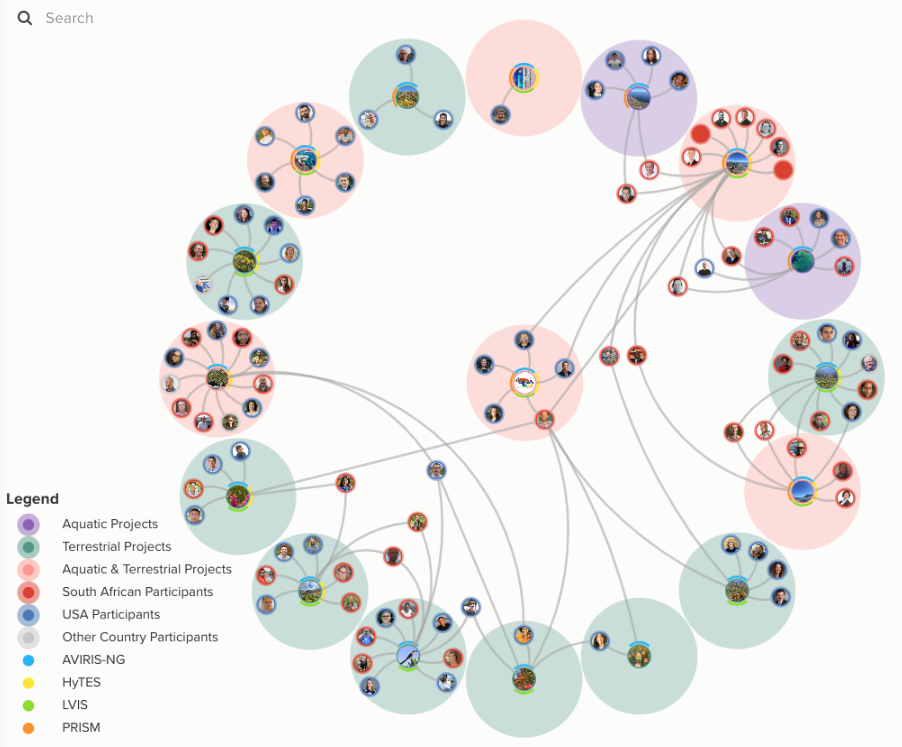 Search
Legend
Aquatic Projects
Terrestrial Projects
Aquatic & Terrestrial Projects
South African Participants
USA Participants
Other Country Participants
AVIRIS-NG
HyTES
LVIS
PRISM